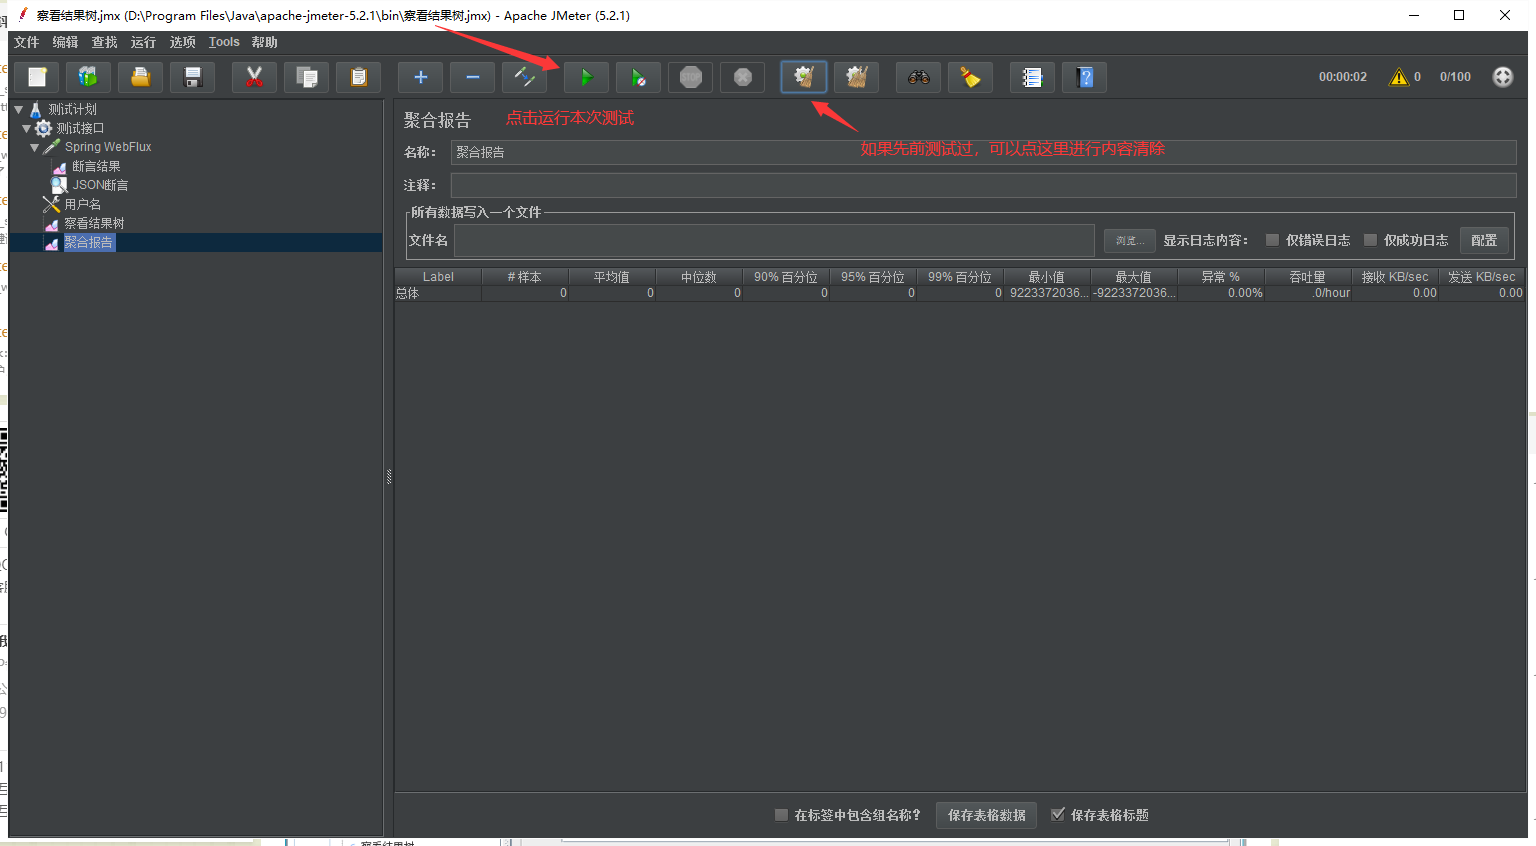 察看结果树.jmx (D:\Program Files\Java\apache-jmeter-5.2.1\bin\察看结果树.jmx) - Apache JMeter (5.2.1)
文件 编辑 查找 运行 选项 Tools 帮助
STOP 00:00:02 0 0/100
测试计划
测试接口
Spring WebFlux
断言结果
JSON断言
用户名
察看结果树
聚合报告
聚合报告 点击运行本次测试
名称: 聚合报告 如果先前测试过，可以点这里进行内容清除
注释:
所有数据写入一个文件
文件名 浏览... 显示日志内容: 仅错误日志 仅成功日志 配置
Label # 样本 平均值 中位数 90% 百分位 95% 百分位 99% 百分位 最小值 最大值 异常 % 吞吐量 接收 KB/sec 发送 KB/sec
总体 0 0 0 0 0 0 9223372036... -9223372036... 0.00% .0/hour 0.00 0.00
在标签中包含组名称? 保存表格数据 保存表格标题